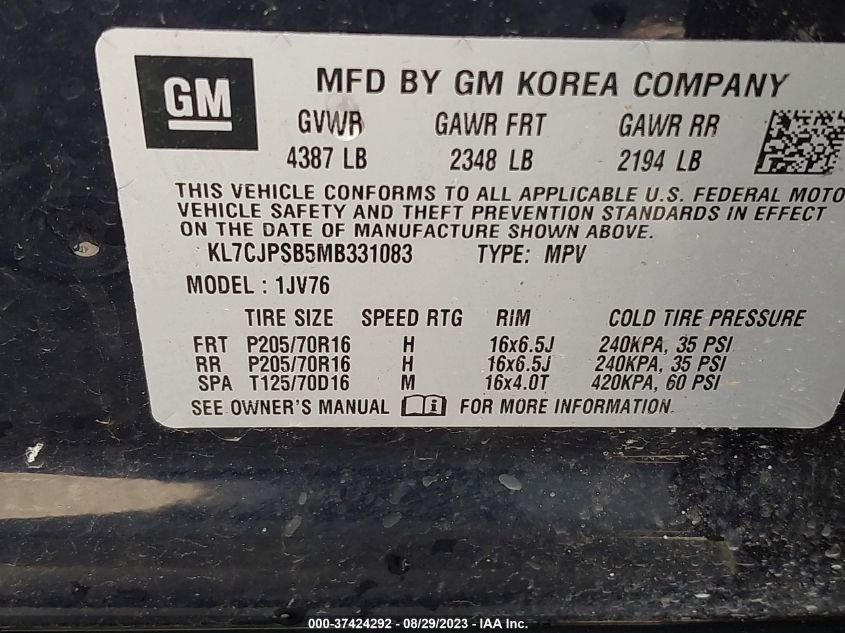 GM
MFD BY GM KOREA COMPANY
GVWR GAWR FRT GAWR RR
4387 LB 2348 LB 2194 LB
THIS VEHICLE CONFORMS TO ALL APPLICABLE U.S. FEDERAL MOTO
VEHICLE SAFETY AND THEFT PREVENTION STANDARDS IN EFFECT
ON THE DATE OF MANUFACTURE SHOWN ABOVE.
KL7CJPSB5MB331083 TYPE: MPV
MODEL : 1JV76
TIRE SIZE SPEED RTG RIM COLD TIRE PRESSURE
FRT P205/70R16 H 16x6.5J 240KPA, 35 PSI
RR P205/70R16 H 16x6.5J 240KPA, 35 PSI
SPA T125/70D16 M 16x4.0T 420KPA, 60 PSI
SEE OWNER'S MANUAL i FOR MORE INFORMATION.
000-37424292 - 08/29/2023 - IAA Inc.